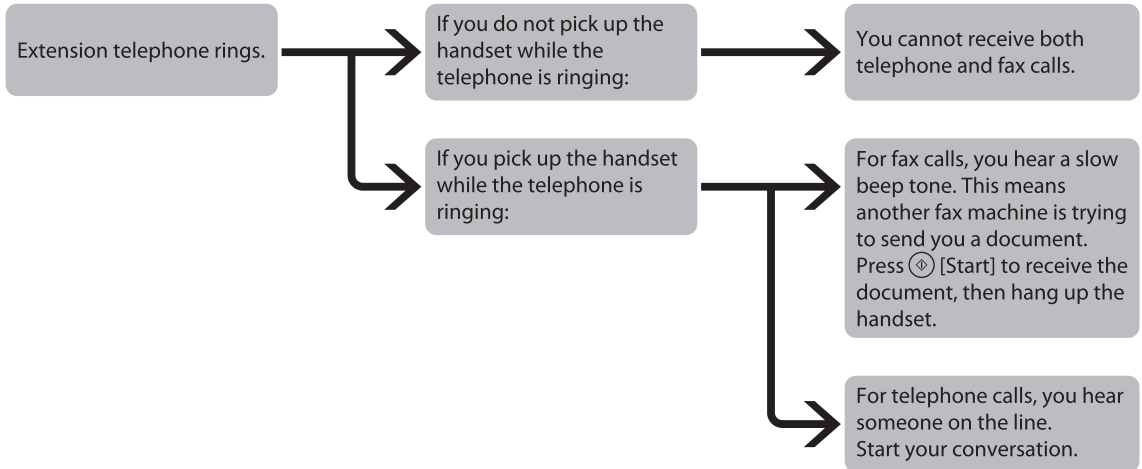 Extension telephone rings.
If you do not pick up the
handset while the
telephone is ringing:
You cannot receive both
telephone and fax calls.
If you pick up the handset
while the telephone is
ringing:
For fax calls, you hear a slow
beep tone. This means
another fax machine is trying
to send you a document.
Press [Start] to receive the
document, then hang up the
handset.
For telephone calls, you hear
someone on the line.
Start your conversation.